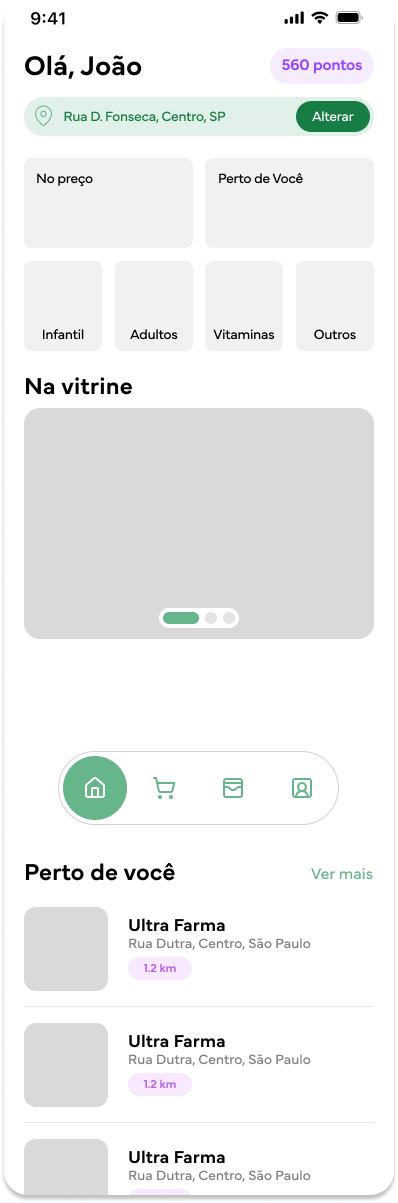 9:41
Olá, João
560 pontos
Rua D. Fonseca, Centro, SP
Alterar
No preço
Perto de Você
Infantil
Adultos
Vitaminas
Outros
Na vitrine
Perto de você
Ver mais
Ultra Farma
Rua Dutra, Centro, São Paulo
1.2 km
Ultra Farma
Rua Dutra, Centro, São Paulo
1.2 km
Ultra Farma
Rua Dutra, Centro, São Paulo